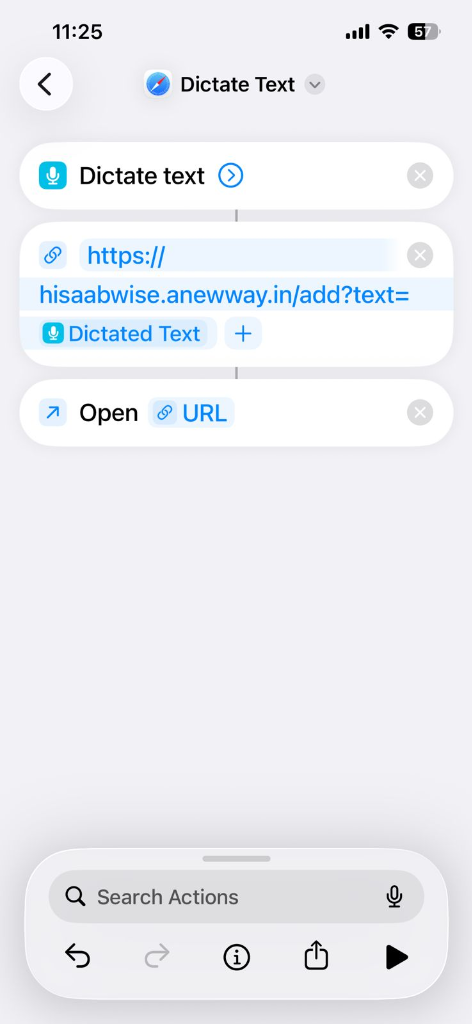 11:25
57
Dictate Text
Dictate text
https://
hisaabwise.anewway.in/add?text=
Dictated Text +
Open URL
Search Actions